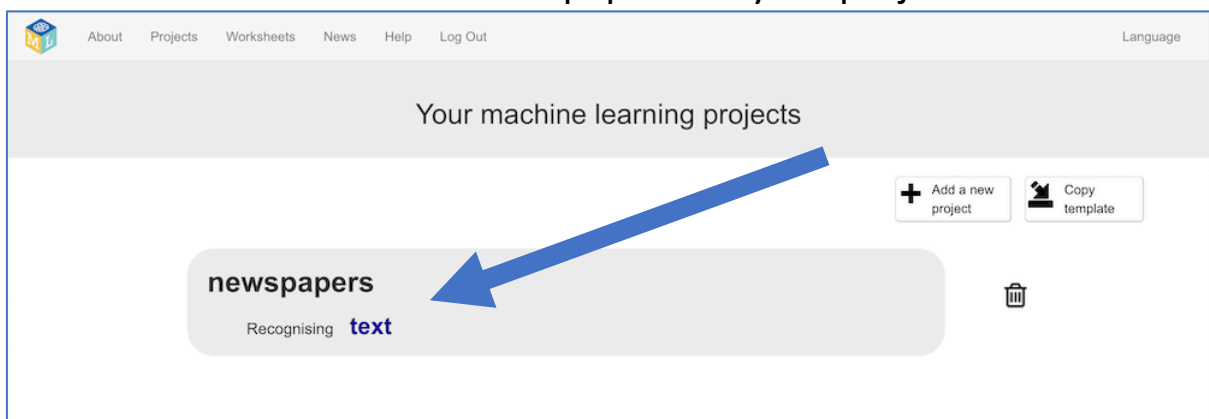 About Projects Worksheets News Help Log Out Language
ML
Your machine learning projects
Add a new
project
Copy
template
newspapers
Recognising text